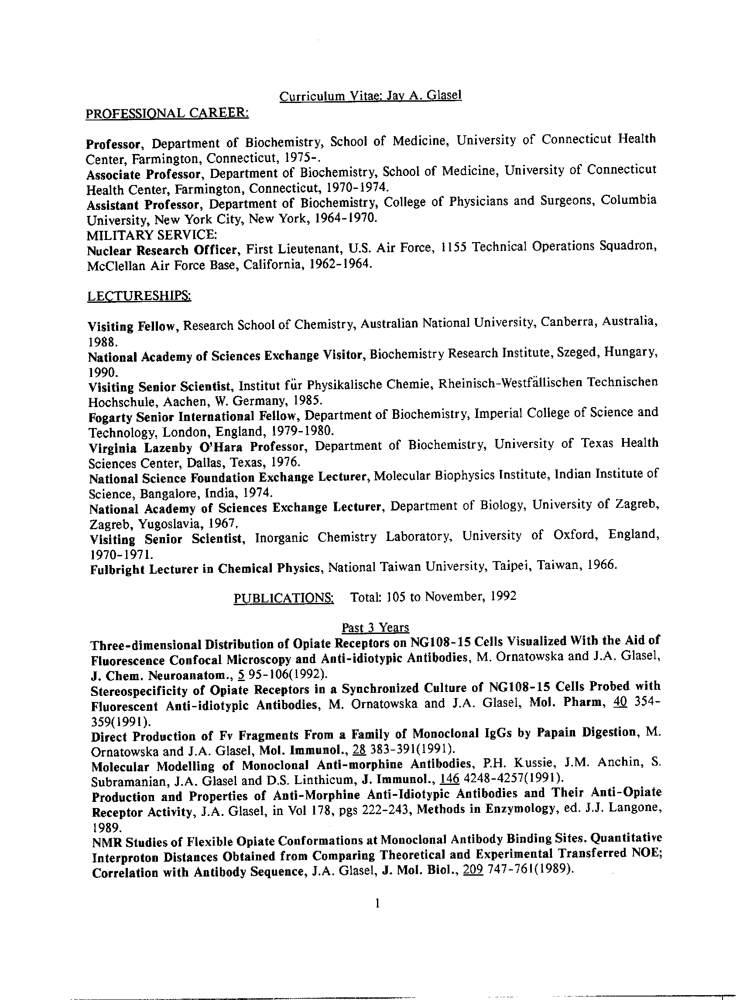 Curriculum Vitae: Jay A. Glasel
PROFESSIONAL CAREER:
Professor, Department of Biochemistry, School of Medicine, University of Connecticut Health
Center, Farmington, Connecticut, 1975-.
Associate Professor, Department of Biochemistry, School of Medicine, University of Connecticut
Health Center, Farmington, Connecticut, 1970-1974.
Assistant Professor, Department of Biochemistry, College of Physicians and Surgeons, Columbia
University, New York City, New York, 1964-1970.
MILITARY SERVICE:
Nuclear Research Officer, First Lieutenant, U.S. Air Force, 1155 Technical Operations Squadron,
McClellan Air Force Base, California, 1962-1964.
LECTURESHIPS:
Visiting Fellow, Research School of Chemistry, Australian National University, Canberra, Australia,
1988.
National Academy of Sciences Exchange Visitor, Biochemistry Research Institute, Szeged, Hungary,
1990.
Visiting Senior Scientist, Institut für Physikalische Chemie, Rheinisch-Westfällischen Technischen
Hochschule, Aachen, W. Germany, 1985.
Fogarty Senior International Fellow, Department of Biochemistry, Imperial College of Science and
Technology, London, England, 1979-1980.
Virginia Lazenby O'Hara Professor, Department of Biochemistry, University of Texas Health
Sciences Center, Dallas, Texas, 1976.
National Science Foundation Exchange Lecturer, Molecular Biophysics Institute, Indian Institute of
Science, Bangalore, India, 1974.
National Academy of Sciences Exchange Lecturer, Department of Biology, University of Zagreb,
Zagreb, Yugoslavia, 1967.
Visiting Senior Scientist, Inorganic Chemistry Laboratory, University of Oxford, England,
1970-1971.
Fulbright Lecturer in Chemical Physics, National Taiwan University, Taipei, Taiwan, 1966.
PUBLICATIONS: Total: 105 to November, 1992
Past 3 Years
Three-dimensional Distribution of Opiate Receptors on NG108-15 Cells Visualized With the Aid of
Fluorescence Confocal Microscopy and Anti-idiotypic Antibodies, M. Ornatowska and J.A. Glasel,
J. Chem. Neuroanatom., 5 95-106(1992).
Stereospecificity of Opiate Receptors in a Synchronized Culture of NG108-15 Cells Probed with
Fluorescent Anti-idiotypic Antibodies, M. Ornatowska and J.A. Glasel, Mol. Pharm, 40 354-
359(1991).
Direct Production of Fv Fragments From a Family of Monoclonal IgGs by Papain Digestion, M.
Ornatowska and J.A. Glasel, Mol. Immunol., 28 383-391(1991).
Molecular Modelling of Monoclonal Anti-morphine Antibodies, P.H. Kussie, J.M. Anchin, S.
Subramanian, J.A. Glasel and D.S. Linthicum, J. Immunol., 146 4248-4257(1991).
Production and Properties of Anti-Morphine Anti-Idiotypic Antibodies and Their Anti-Opiate
Receptor Activity, J.A. Glasel, in Vol 178, pgs 222-243, Methods in Enzymology, ed. J.J. Langone,
1989.
NMR Studies of Flexible Opiate Conformations at Monoclonal Antibody Binding Sites. Quantitative
Interproton Distances Obtained from Comparing Theoretical and Experimental Transferred NOE;
Correlation with Antibody Sequence, J.A. Glasel, J. Mol. Biol., 209 747-761(1989).
1